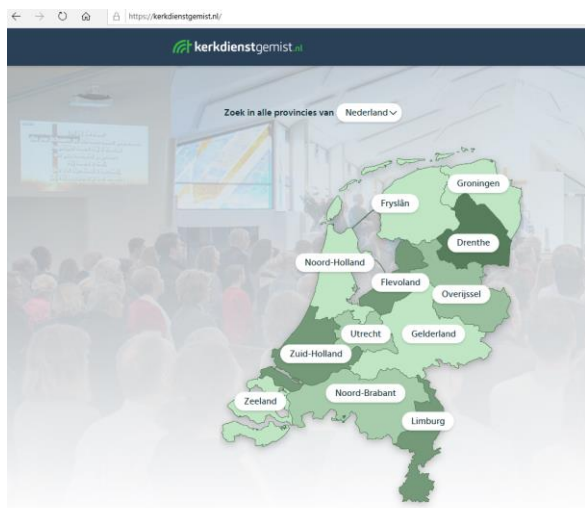 https://kerkdienstgemist.nl/
kerkdienstgemist.nl
Zoek in alle provincies van Nederland
Groningen
Fryslân
Drenthe
Noord-Holland
Flevoland
Overijssel
Utrecht
Gelderland
Zuid-Holland
Noord-Brabant
Zeeland
Limburg